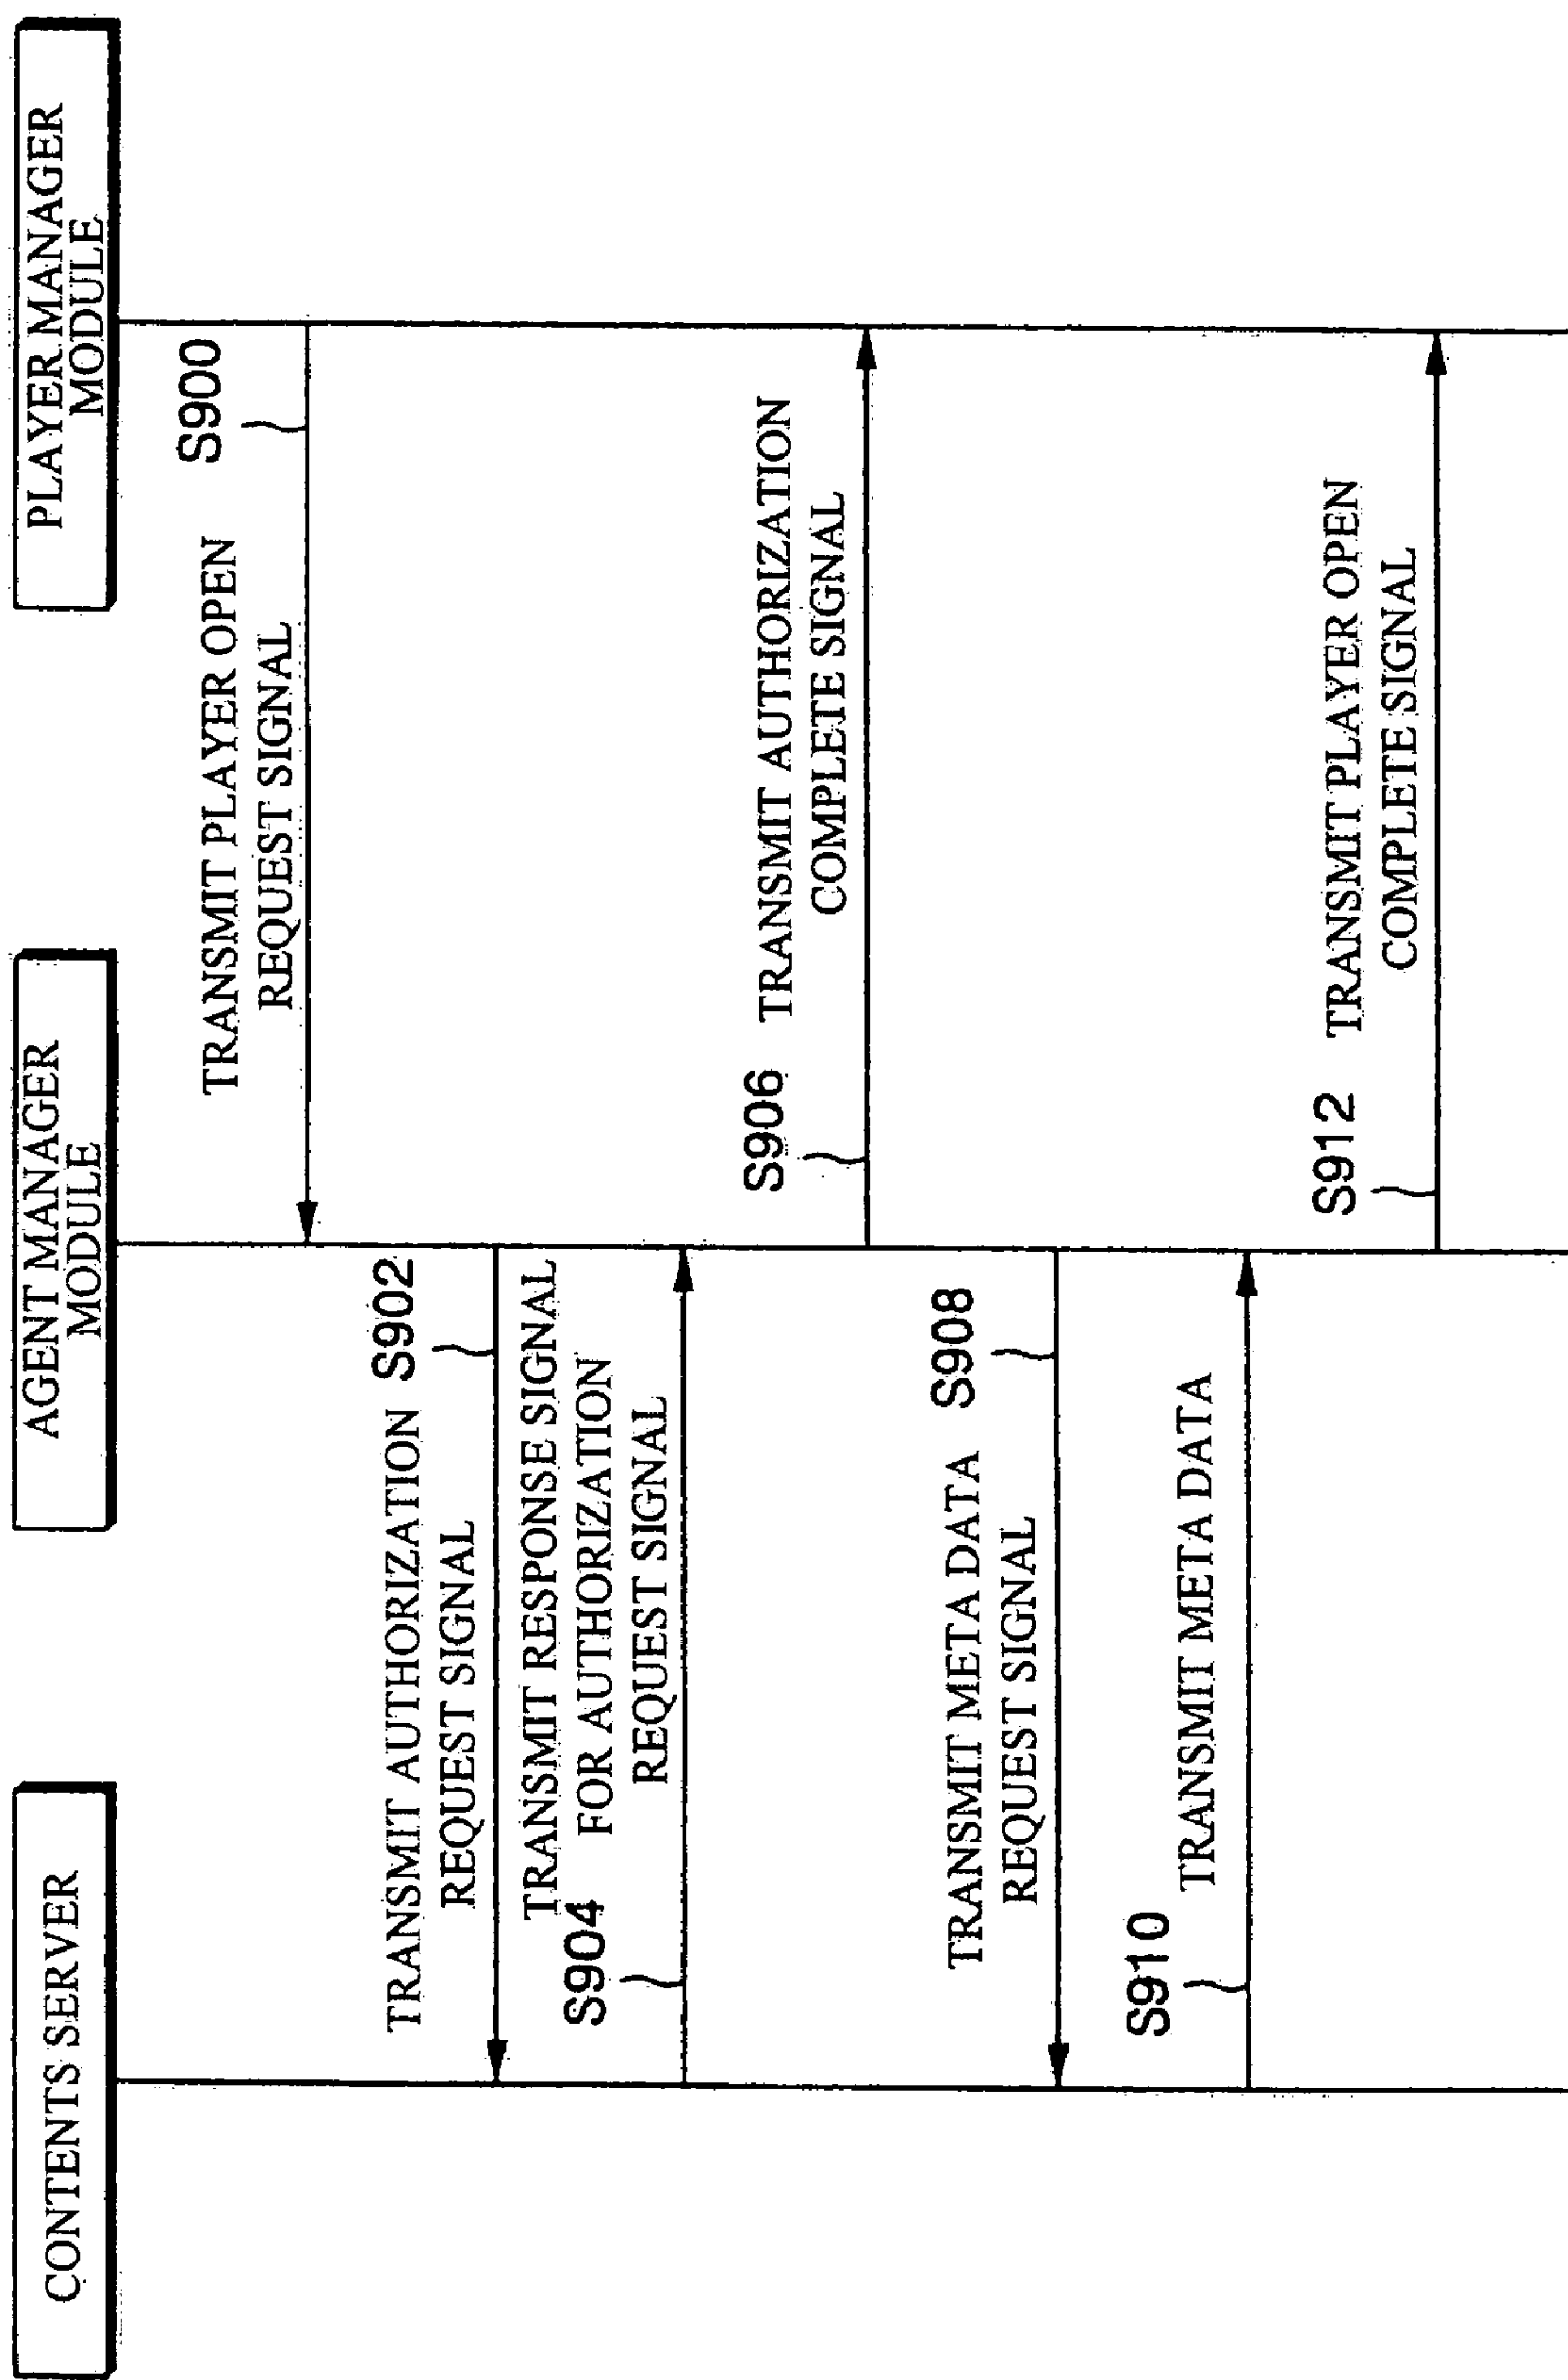 CONTENTS SERVER
AGENT MANAGER
MODULE
PLAYER MANAGER
MODULE
S900
TRANSMIT PLAYER OPEN
REQUEST SIGNAL
TRANSMIT AUTHORIZATION S902
REQUEST SIGNAL
TRANSMIT RESPONSE SIGNAL
S904 FOR AUTHORIZATION
REQUEST SIGNAL
S906 TRANSMIT AUTHORIZATION
COMPLETE SIGNAL
TRANSMIT META DATA S908
REQUEST SIGNAL
S910 TRANSMIT META DATA
S912 TRANSMIT PLAYER OPEN
COMPLETE SIGNAL